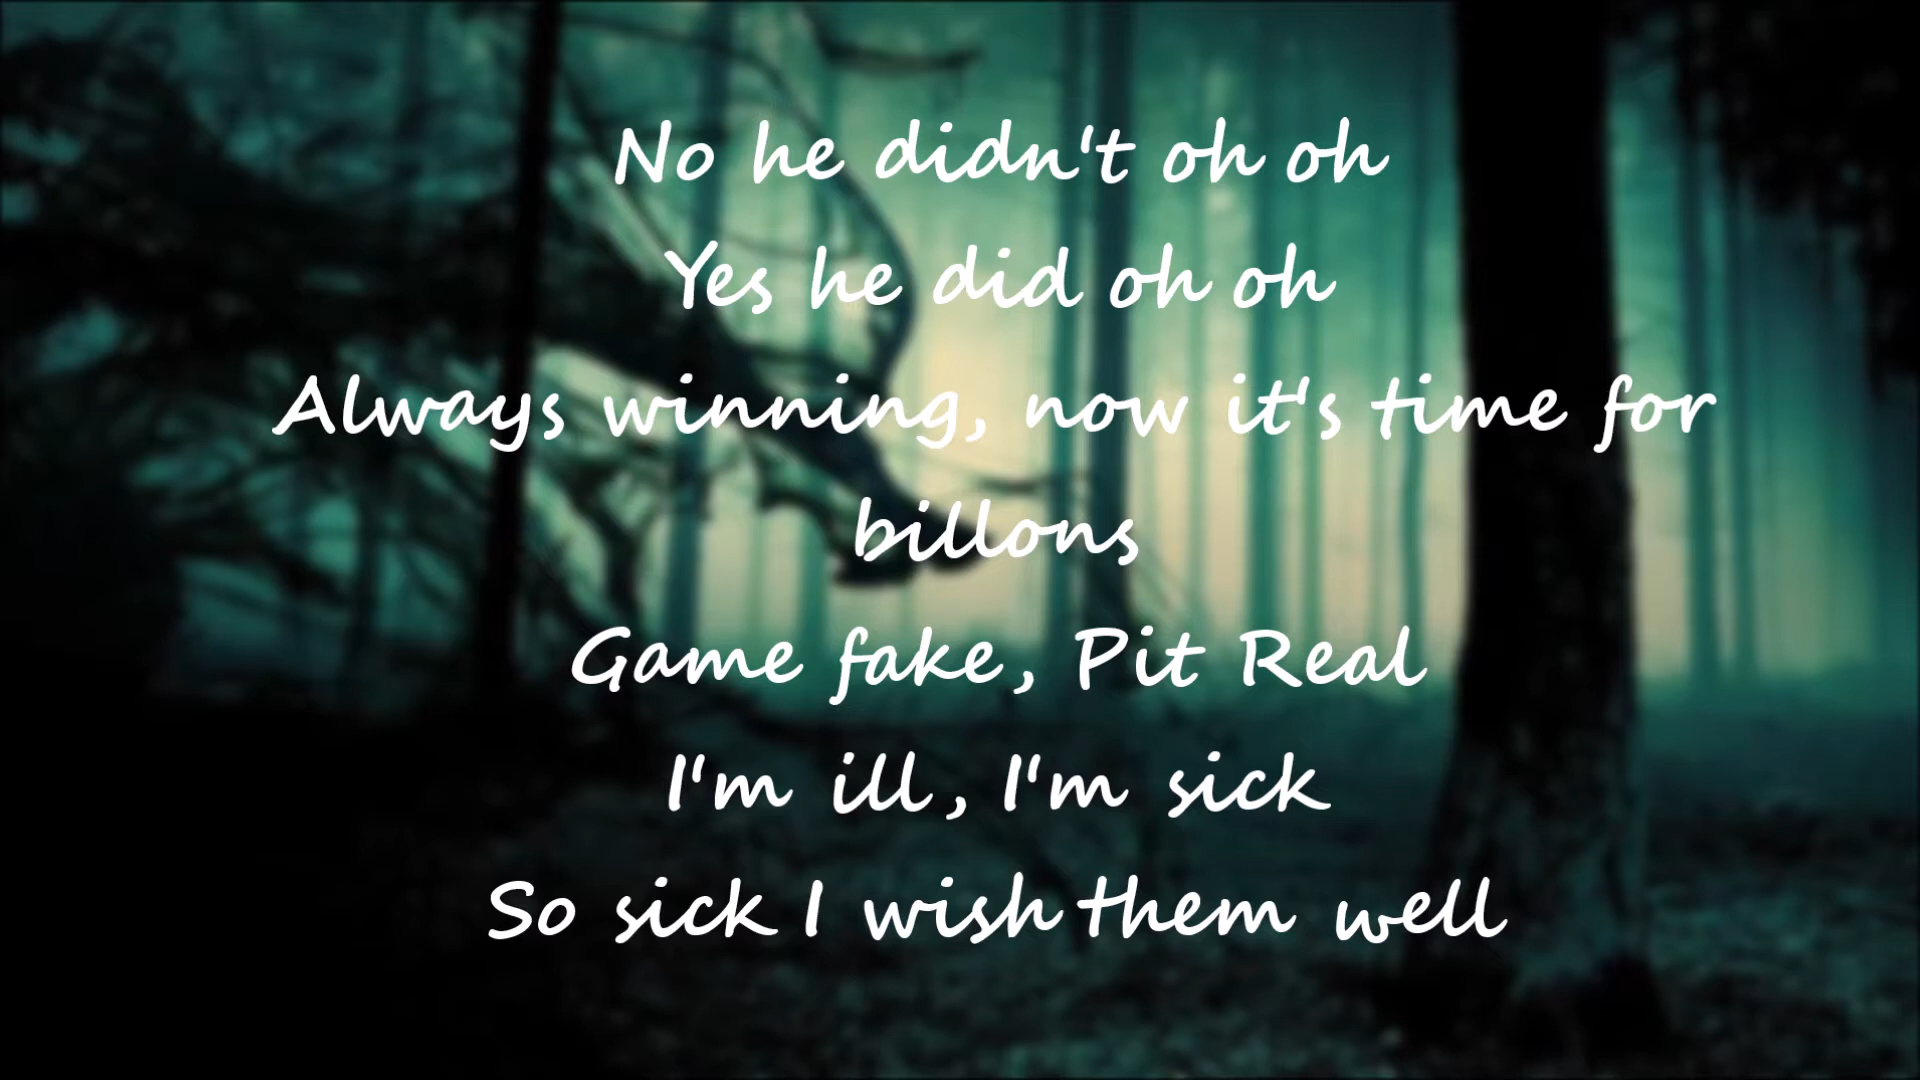 No he didn't oh oh
Yes he did oh oh
Always winning, now it's time for
billons
Game fake, Pit Real
I'm ill, I'm sick
So sick I wish them well